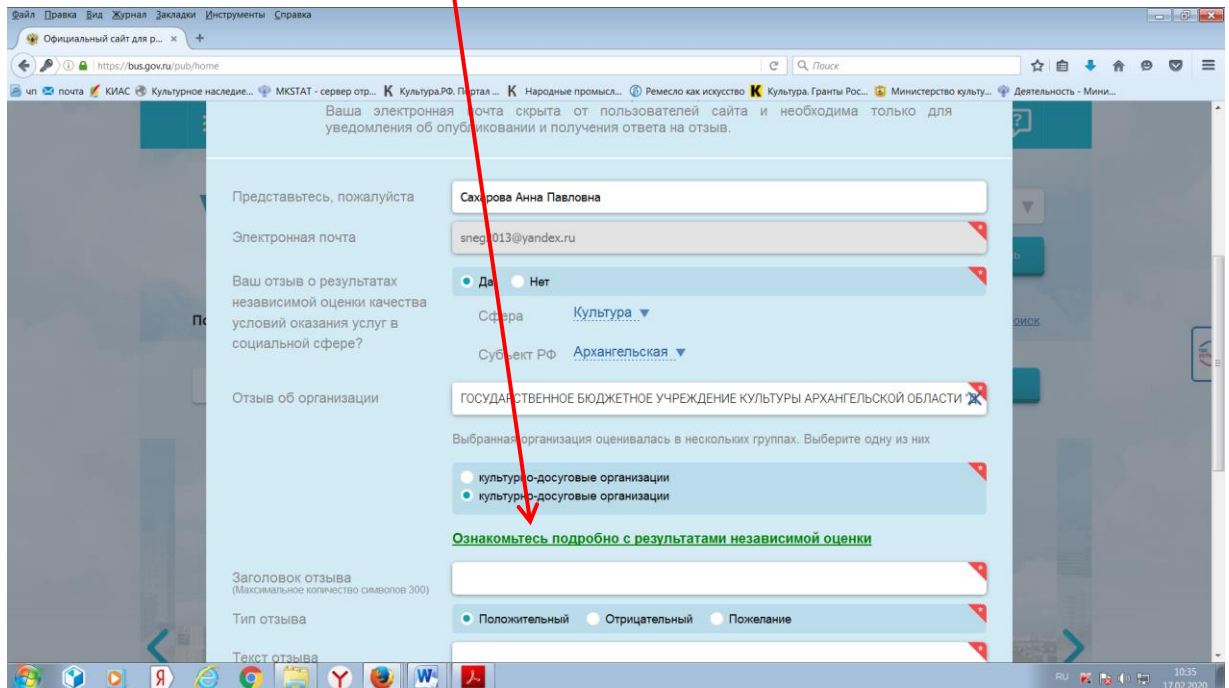 Файл Правка Вид Журнал Закладки Инструменты Справка
Официальный сайт для р... × +
https://bus.gov.ru/pub/home Поиск
чп почта КИАС Культурное наследие... MKSTAT - сервер отр... Культура.РФ. Портал ... Народные промысл... Ремесло как искусство Культура. Гранты Рос... Министерство культу... Деятельность - Мини...
Ваша электронная почта скрыта от пользователей сайта и необходима только для
уведомления об опубликовании и получения ответа на отзыв.
Представьтесь, пожалуйста Сахарова Анна Павловна
Электронная почта sneg2013@yandex.ru
Ваш отзыв о результатах Да Нет
независимой оценки качества
условий оказания услуг в
социальной сфере?
Сфера Культура
Субъект РФ Архангельская
Отзыв об организации ГОСУДАРСТВЕННОЕ БЮДЖЕТНОЕ УЧРЕЖДЕНИЕ КУЛЬТУРЫ АРХАНГЕЛЬСКОЙ ОБЛАСТИ
Выбранная организация оценивалась в нескольких группах. Выберите одну из них
культурно-досуговые организации
культурно-досуговые организации
Ознакомьтесь подробно с результатами независимой оценки
Заголовок отзыва
(Максимальное количество символов 300)
Тип отзыва Положительный Отрицательный Пожелание
Текст отзыва
RU 10:35
17.02.2020